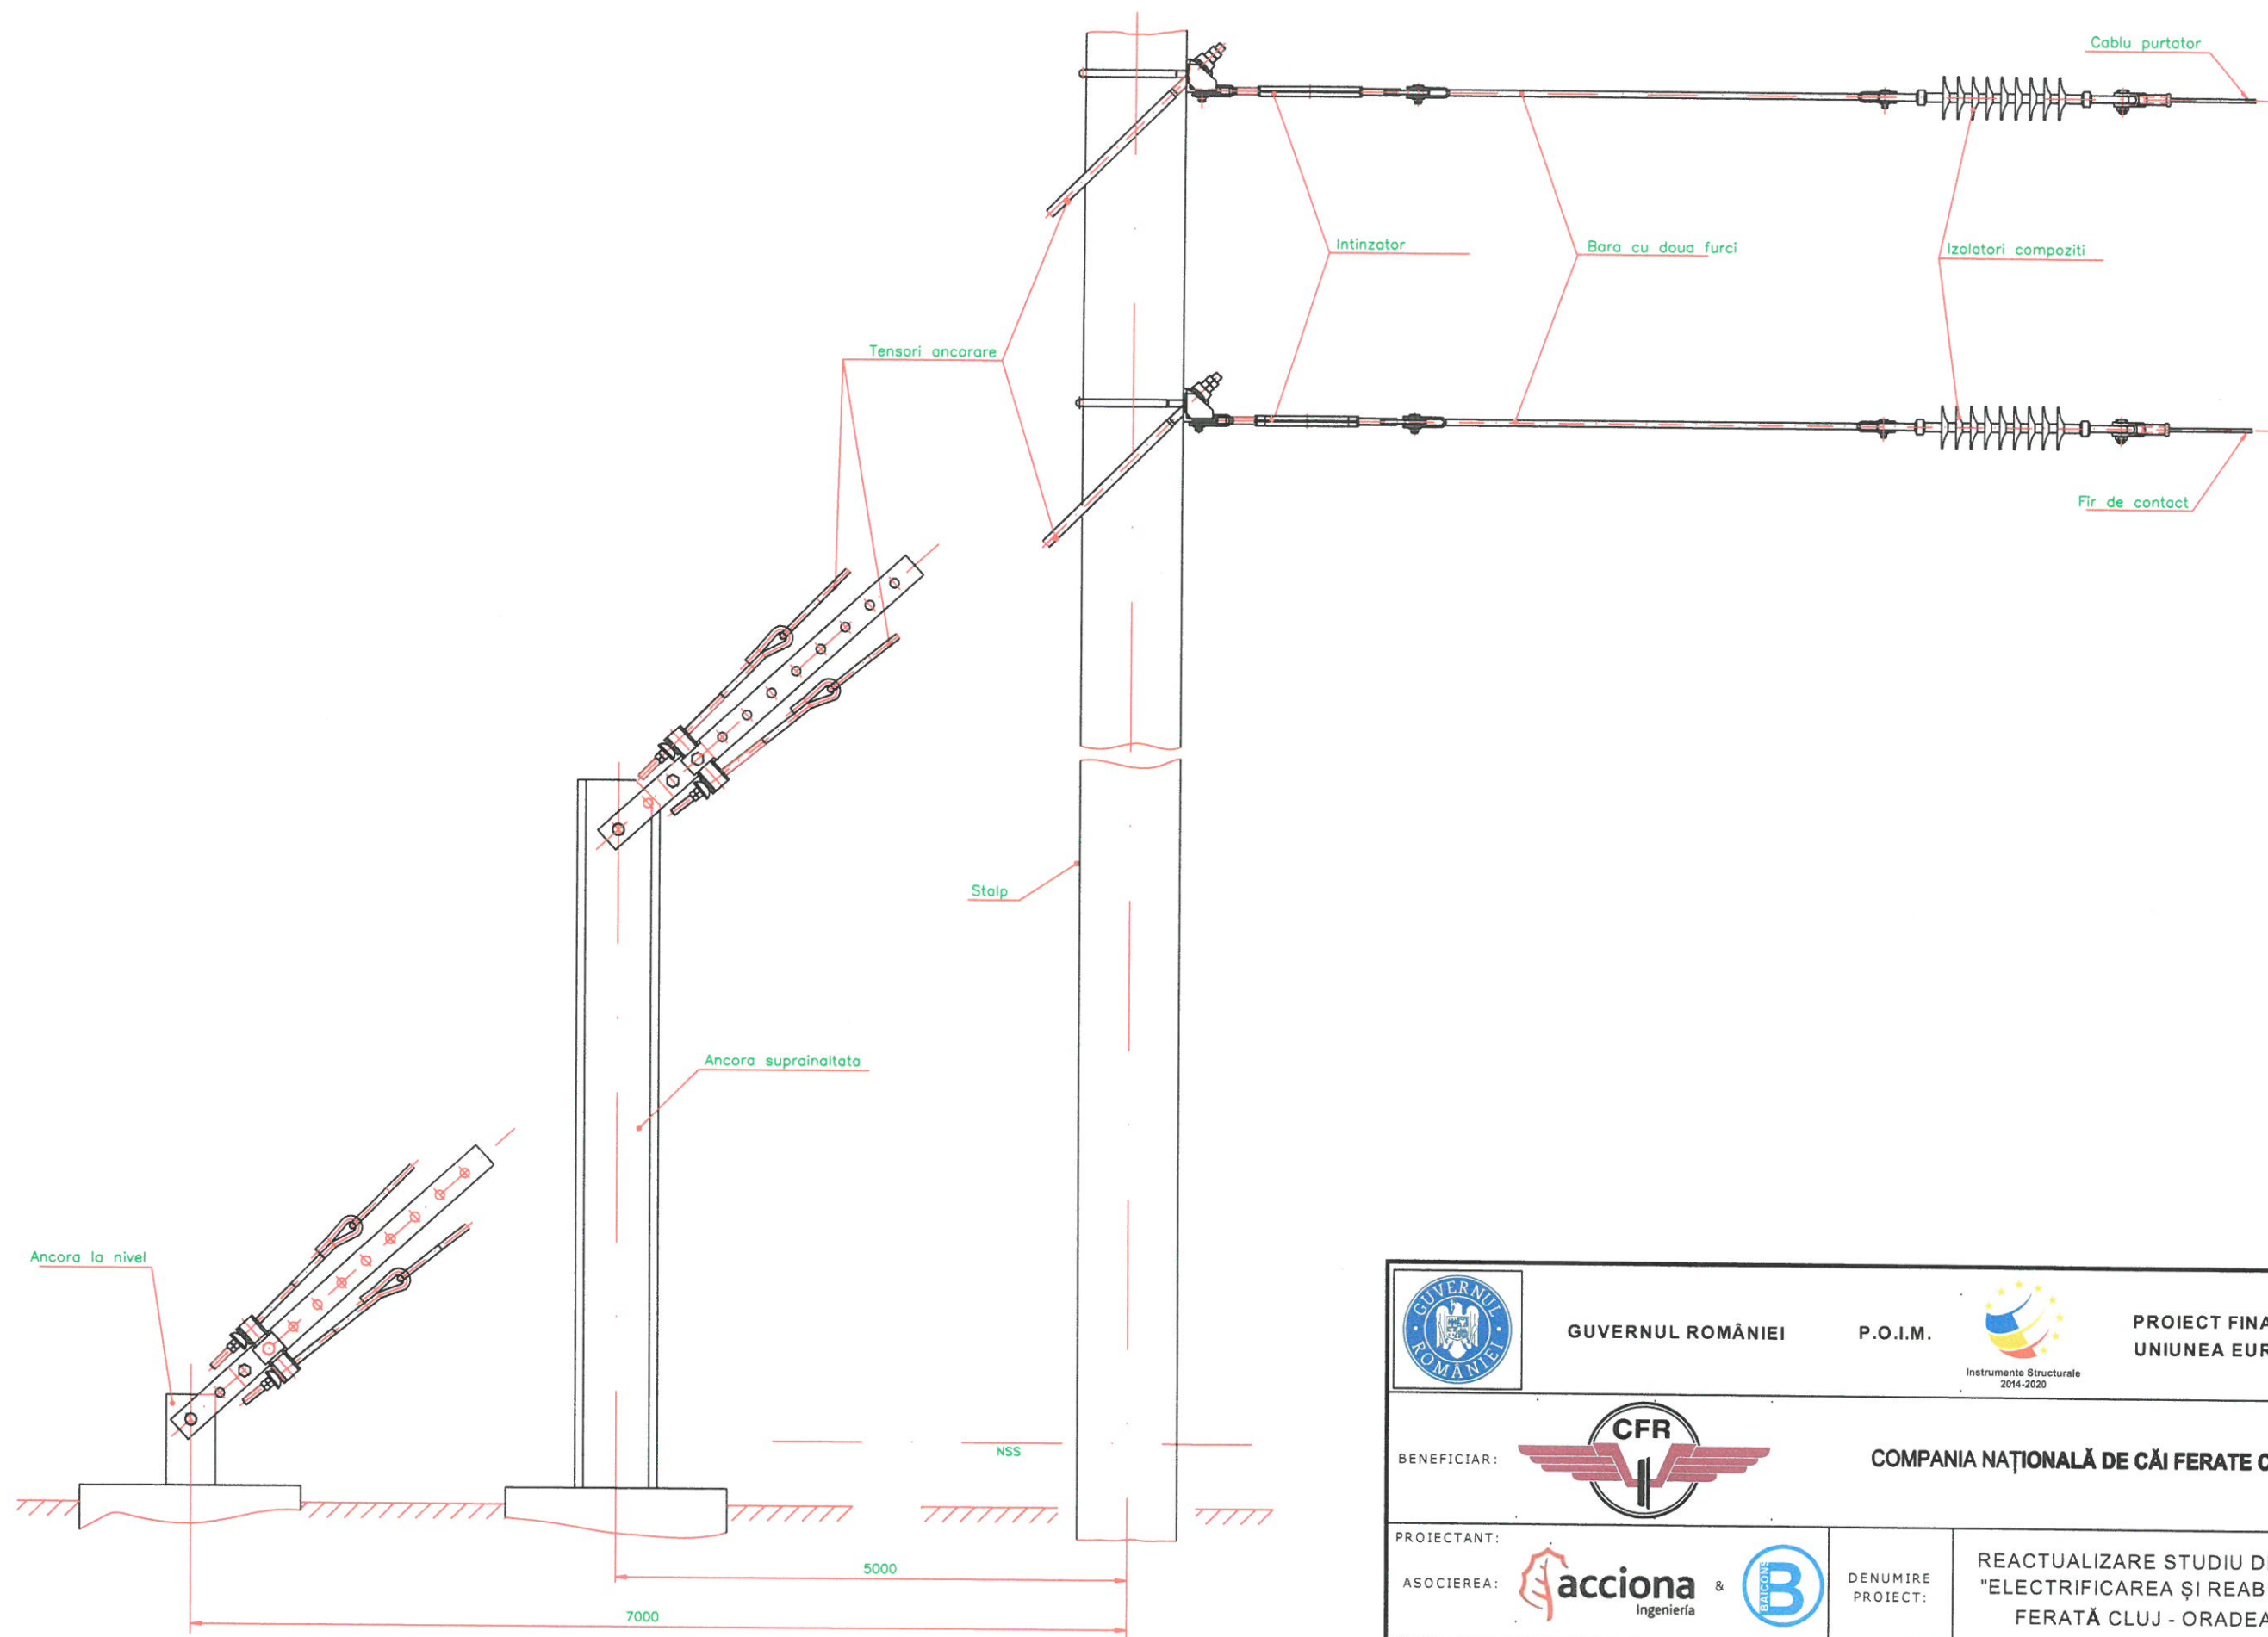 Cablu purtator
Intinzator
Bara cu doua furci
Izolatori compoziti
Tensori ancorare
Fir de contact
Stalp
Ancora suprainaltata
Ancora la nivel
NSS
5000
7000
GUVERNUL ROMÂNIEI
GUVERNUL ROMÂNIEI
P.O.I.M.
Instrumente Structurale
2014-2020
PROIECT FINA
UNIUNEA EUR
BENEFICIAR:
CFR
COMPANIA NAȚIONALĂ DE CĂI FERATE C
PROIECTANT:
ASOCIEREA:
acciona
Ingeniería
&
BAICONS
B
DENUMIRE
PROIECT:
REACTUALIZARE STUDIU D
"ELECTRIFICAREA ȘI REAB
FERATĂ CLUJ - ORADEA